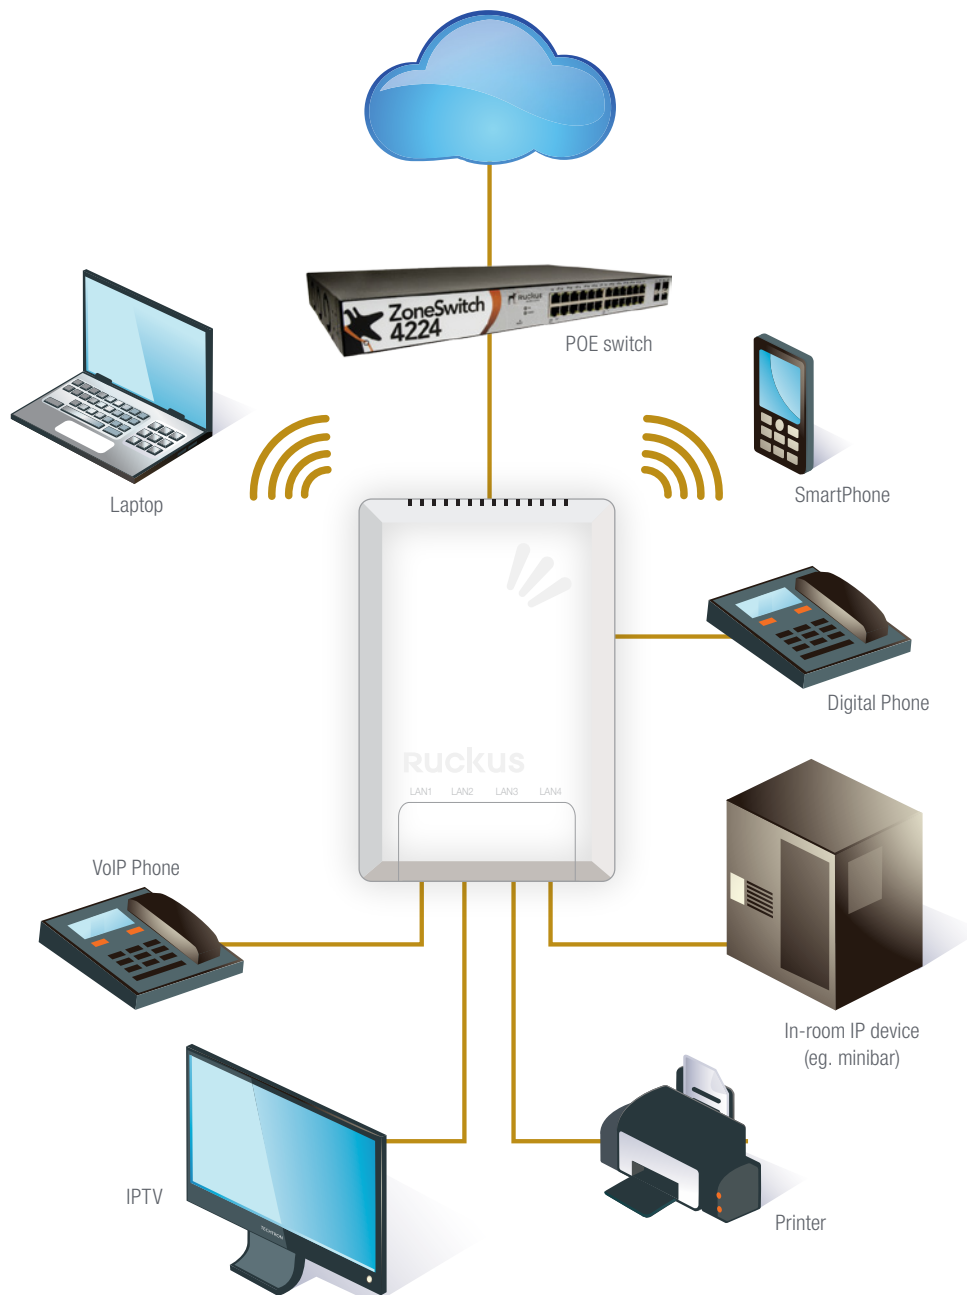 ZoneSwitch
4224
Ruckus
POE switch
Laptop
SmartPhone
Digital Phone
Ruckus
LAN1 LAN2 LAN3 LAN4
VoIP Phone
In-room IP device
(eg. minibar)
IPTV
Printer